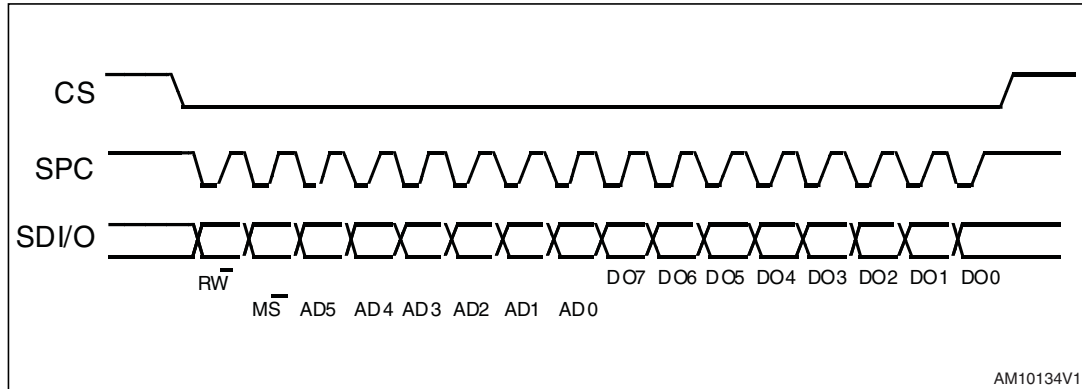 CS
SPC
SDI/O
RW
DO7 DO6 DO5 DO4 DO3 DO2 DO1 DO0
MS AD5 AD4 AD3 AD2 AD1 AD0
AM10134V1